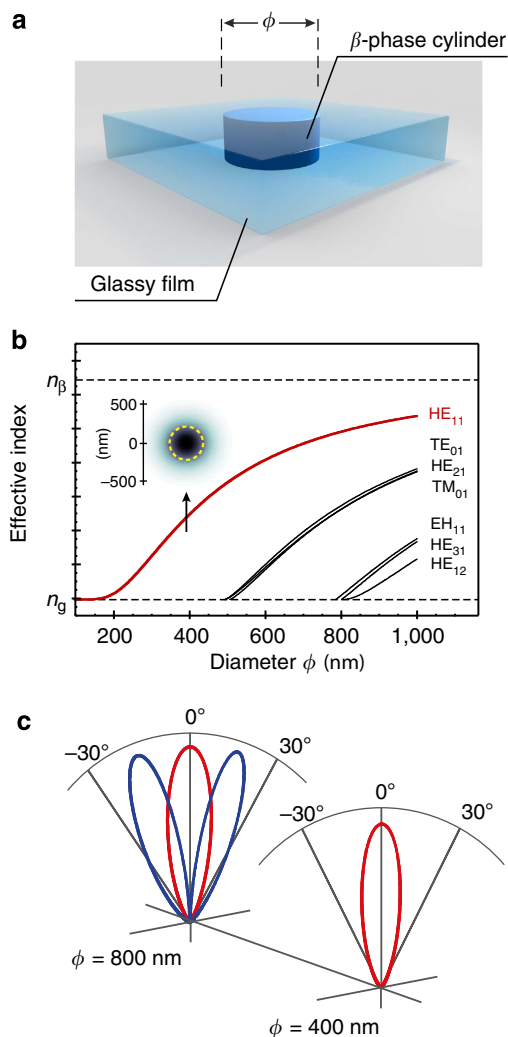 a
ϕ
β-phase cylinder
Glassy film
b
Effective index
nβ
ng
500
0
−500
(nm)
HE11
TE01
HE21
TM01
EH11
HE31
HE12
200 400 600 800 1,000
Diameter ϕ (nm)
c
−30° 0° 30°
ϕ = 800 nm
−30° 0° 30°
ϕ = 400 nm